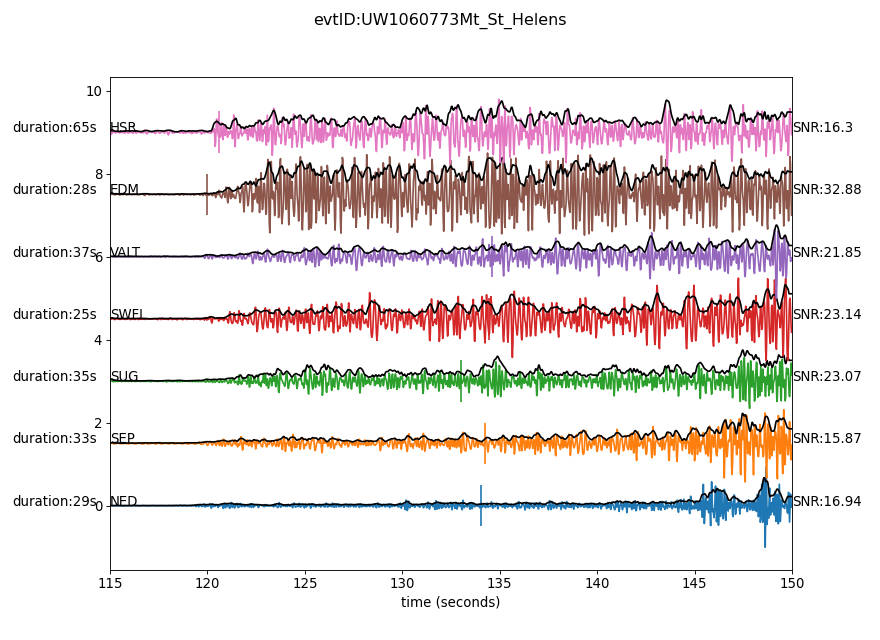 evtID:UW1060773Mt_St_Helens
10
duration:65s HSR SNR:16.3
8
duration:28s EDM SNR:32.88
duration:37s VALT SNR:21.85
6
duration:25s SWFL SNR:23.14
4
duration:35s SUG SNR:23.07
2
duration:33s SEP SNR:15.87
duration:29s NED SNR:16.94
0
115 120 125 130 135 140 145 150
time (seconds)